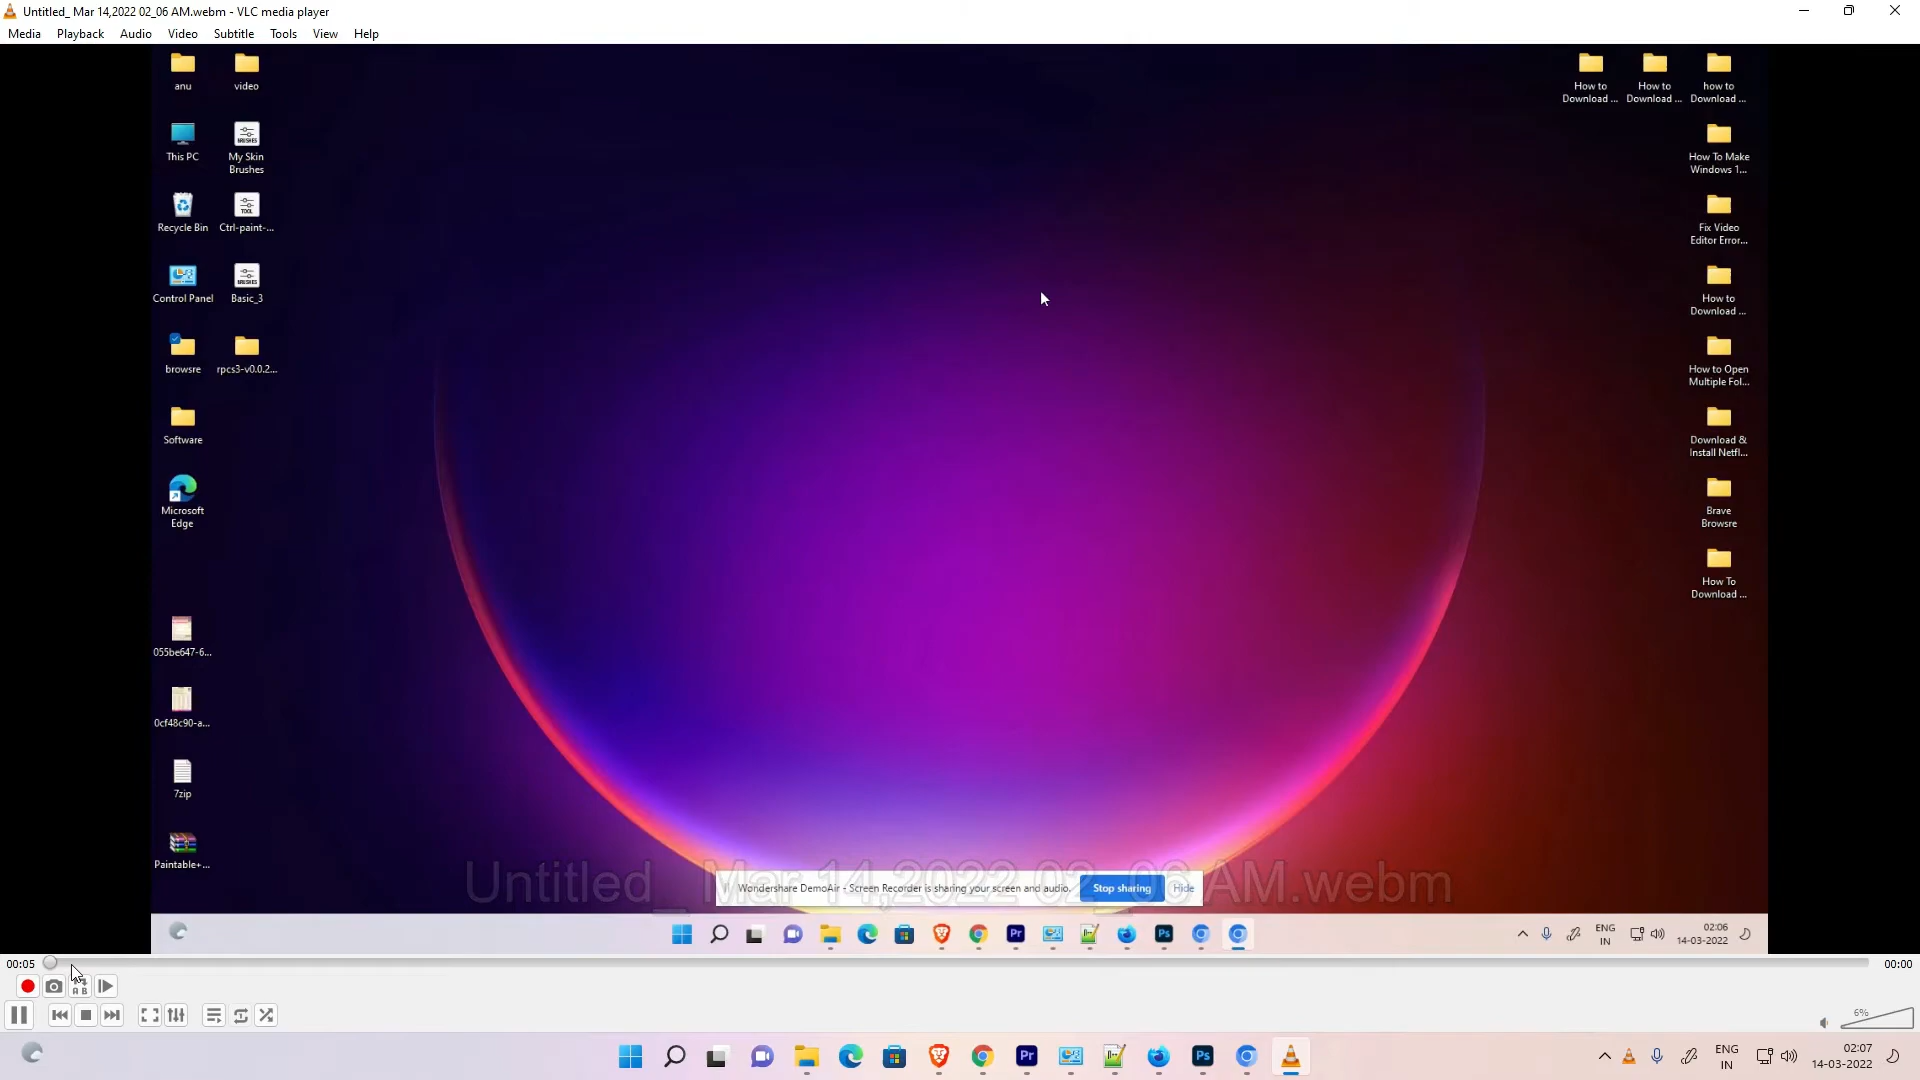 Untitled_ Mar 14,2022 02_06 AM.webm - VLC media player
Media Playback Audio Video Subtitle Tools View Help
anu
video
How to Download ...
How to Download ...
how to Download ...
This PC
My Skin Brushes
How To Make Windows 1...
Recycle Bin
Ctrl-paint-...
Fix Video Editor Error...
Control Panel
Basic_3
How to Download ...
browsre
rpcs3-v0.0.2...
How to Open Multiple Fol...
Software
Download & Install Netfl...
Microsoft Edge
Brave Browsre
How To Download ...
055be647-6...
0cf48c90-a...
7zip
Paintable+...
Untitled_ Mar 14,2022 02_06 AM.webm
Wondershare DemoAir - Screen Recorder is sharing your screen and audio. Stop sharing Hide
ENG IN
02:06
14-03-2022
00:05
00:00
6%
ENG IN
02:07
14-03-2022